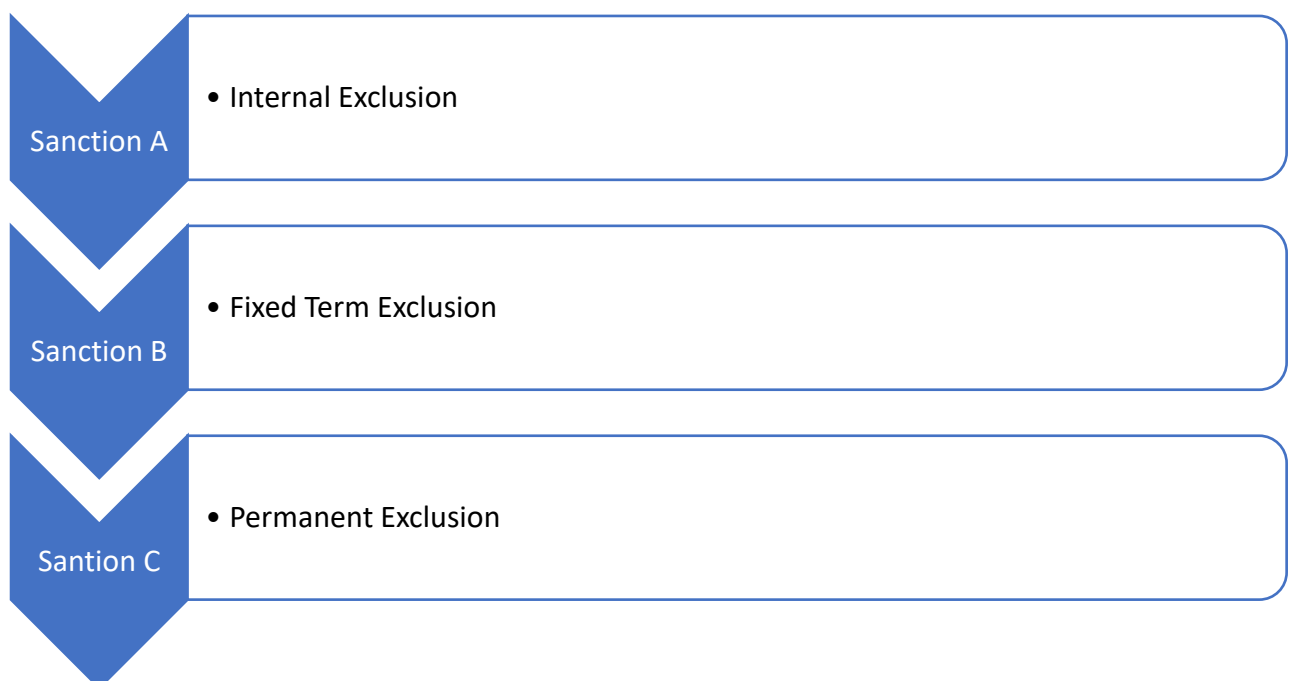 Sanction A
• Internal Exclusion
Sanction B
• Fixed Term Exclusion
Santion C
• Permanent Exclusion